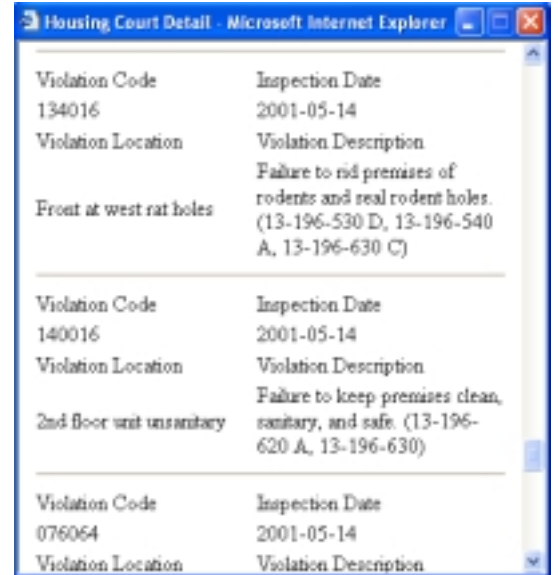 Housing Court Detail - Microsoft Internet Explorer
Violation Code Inspection Date
134016 2001-05-14
Violation Location Violation Description
Front at west rat holes Failure to rid premises of
rodents and seal rodent holes.
(13-196-530 D, 13-196-540
A, 13-196-630 C)
Violation Code Inspection Date
140016 2001-05-14
Violation Location Violation Description
2nd floor unit unsanitary Failure to keep premises clean,
sanitary, and safe. (13-196-
620 A, 13-196-630)
Violation Code Inspection Date
076064 2001-05-14
Violation Location Violation Description